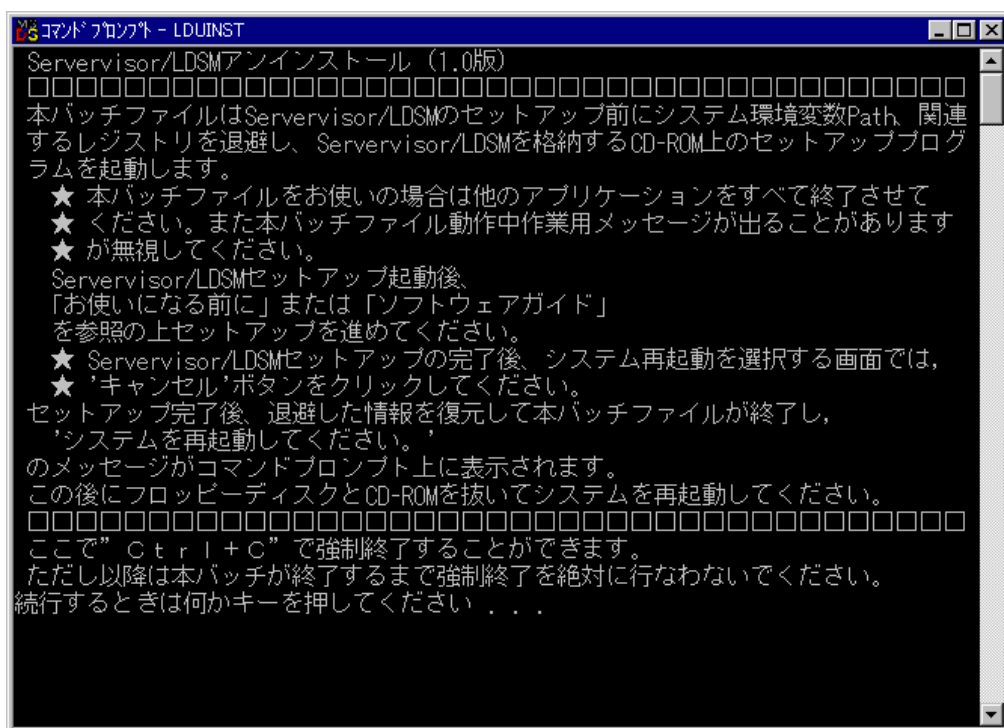 コマンド プロンプト - LDUINST
Servervisor/LDSMアンインストール (1.0版)
□□□□□□□□□□□□□□□□□□□□□□□□□□□□□□□□□□□□□□□
本バッチファイルはServervisor/LDSMのセットアップ前にシステム環境変数Path、関連
するレジストリを退避し、Servervisor/LDSMを格納するCD-ROM上のセットアッププログ
ラムを起動します。
★ 本バッチファイルをお使いの場合は他のアプリケーションをすべて終了させて
★ ください。また本バッチファイル動作中作業用メッセージが出ることがあります
★ が無視してください。
Servervisor/LDSMセットアップ起動後、
「お使いになる前に」または「ソフトウェアガイド」
を参照の上セットアップを進めてください。
★ Servervisor/LDSMセットアップの完了後、システム再起動を選択する画面では,
★ 'キャンセル'ボタンをクリックしてください。
セットアップ完了後、退避した情報を復元して本バッチファイルが終了し,
'システムを再起動してください。'
のメッセージがコマンドプロンプト上に表示されます。
この後にフロッピーディスクとCD-ROMを抜いてシステムを再起動してください。
□□□□□□□□□□□□□□□□□□□□□□□□□□□□□□□□□□□□□□□
ここで”Ctrl+C”で強制終了することができます。
ただし以降は本バッチが終了するまで強制終了を絶対に行なわないでください。
続行するときは何かキーを押してください . . .